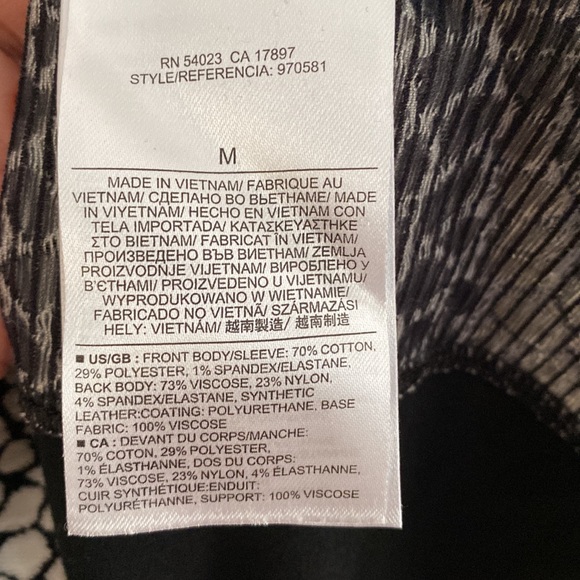 RN 54023 CA 17897
STYLE/REFERENCIA: 970581
M
MADE IN VIETNAM/ FABRIQUE AU
VIETNAM/ СДЕЛАНО ВО ВЬЕТНАМЕ/ MADE
IN VIYETNAM/ HECHO EN VIETNAM CON
TELA IMPORTADA/ ΚΑΤΑΣΚΕΥΑΣΤΗΚΕ
ΣΤΟ ΒΙΕΤΝΑΜ/ FABRICAT ÎN VIETNAM/
ПРОИЗВЕДЕНО ВЪВ ВИЕТНАМ/ ZEMLJA
PROIZVODNJE VIJETNAM/ ВИРОБЛЕНО У
В'ЄТНАМІ/ PROIZVEDENO U VIJETNAMU/
WYPRODUKOWANO W WIETNAMIE/
FABRICADO NO VIETNÃ/ SZÁRMAZÁSI
HELY: VIETNÁM/ 越南製造/ 越南制造
■ US/GB : FRONT BODY/SLEEVE: 70% COTTON,
29% POLYESTER, 1% SPANDEX/ELASTANE,
BACK BODY: 73% VISCOSE, 23% NYLON,
4% SPANDEX/ELASTANE, SYNTHETIC
LEATHER:COATING: POLYURETHANE, BASE
FABRIC: 100% VISCOSE
■ CA : DEVANT DU CORPS/MANCHE:
70% COTON, 29% POLYESTER,
1% ÉLASTHANNE, DOS DU CORPS:
73% VISCOSE, 23% NYLON, 4% ÉLASTHANNE,
CUIR SYNTHÉTIQUE:ENDUIT:
POLYURÉTHANNE, SUPPORT: 100% VISCOSE